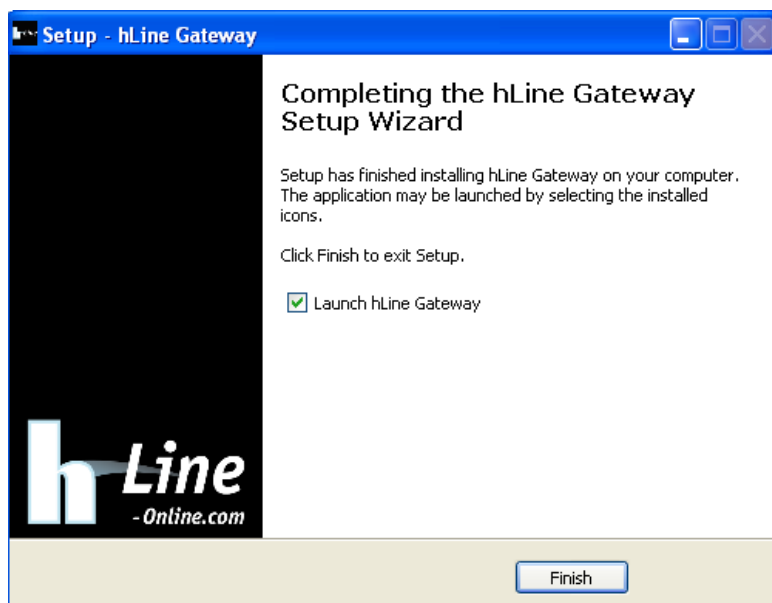 Setup - hLine Gateway
Completing the hLine Gateway
Setup Wizard
Setup has finished installing hLine Gateway on your computer.
The application may be launched by selecting the installed
icons.
Click Finish to exit Setup.
Launch hLine Gateway
h Line
-Online.com
Finish